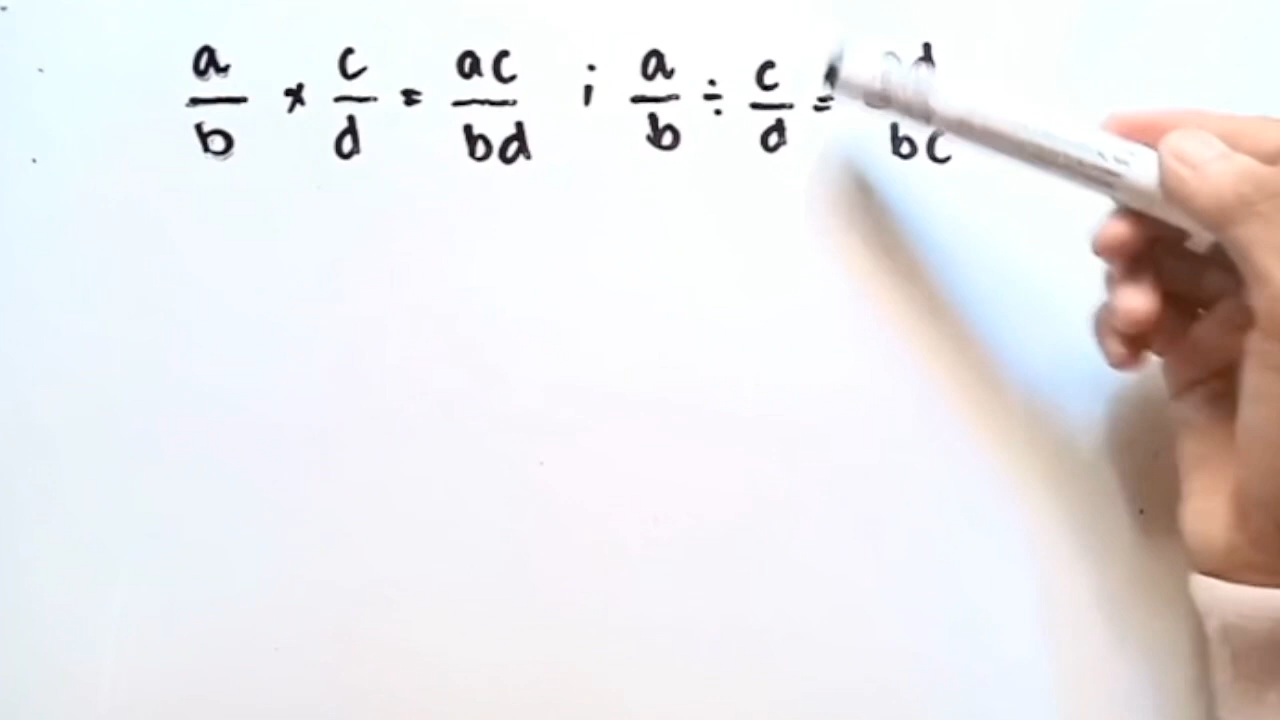 a/b × c/d = ac/bd ; a/b ÷ c/d = d/bc